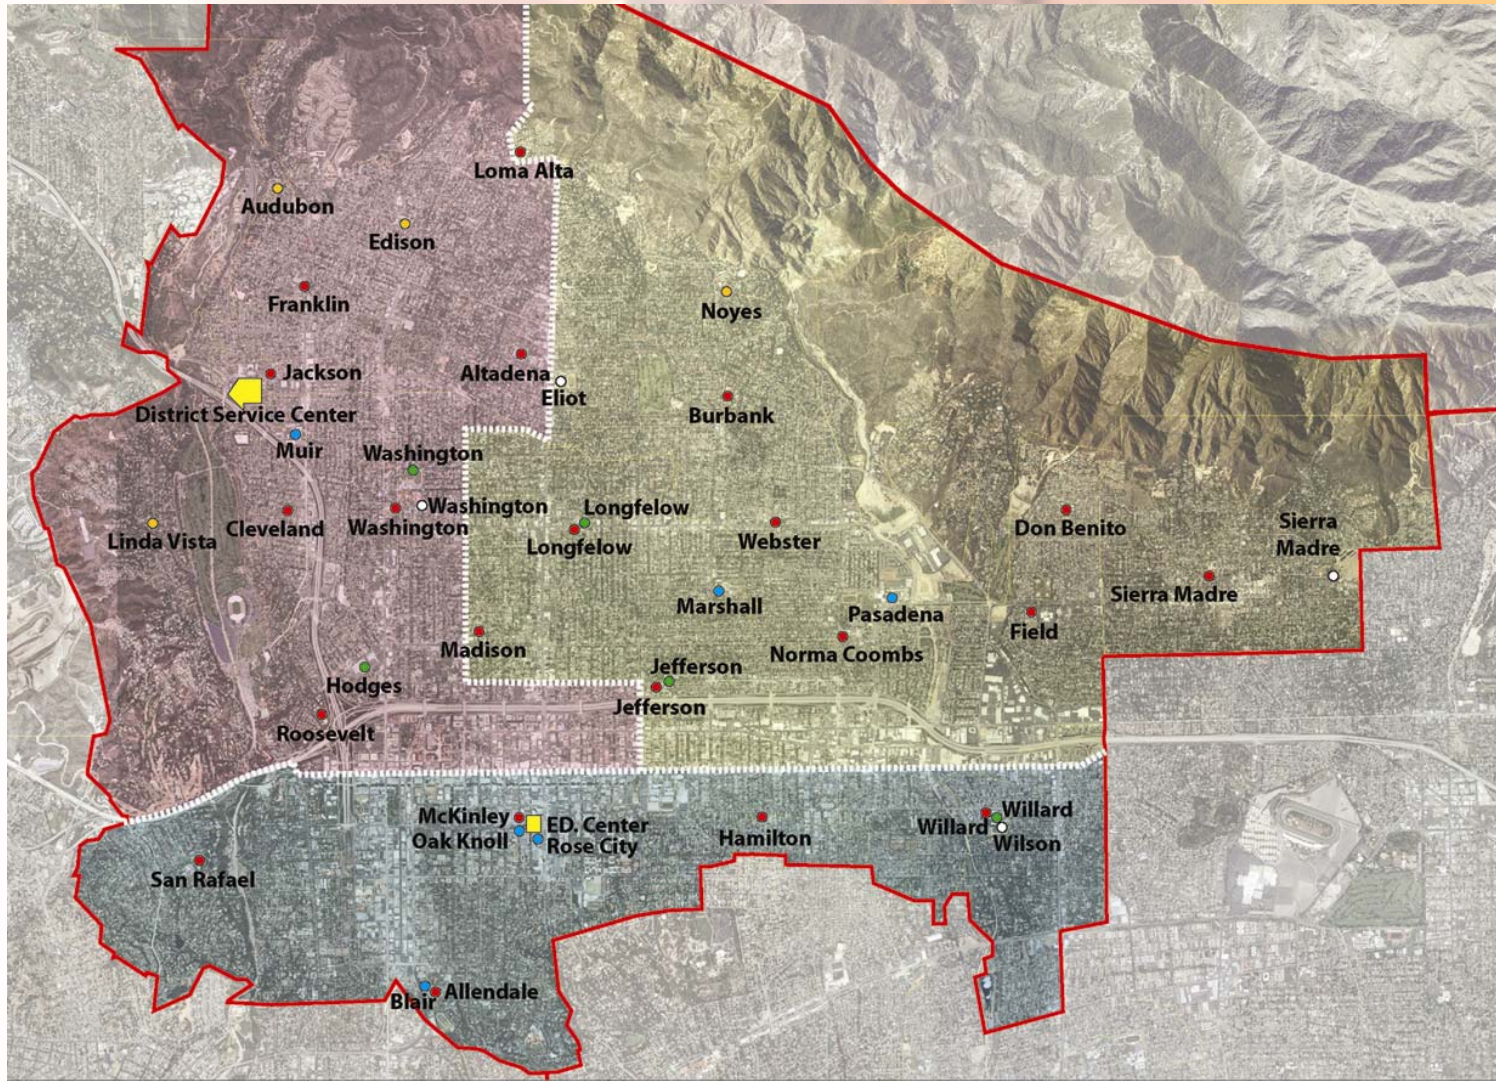 Loma Alta
Audubon
Edison
Franklin
Noyes
Jackson
Altadena
Eliot
Burbank
District Service Center
Muir
Washington
Washington
Washington
Cleveland
Linda Vista
Longfelow
Longfelow
Webster
Don Benito
Sierra
Madre
Sierra Madre
Marshall
Pasadena
Field
Madison
Norma Coombs
Jefferson
Jefferson
Hodges
Roosevelt
McKinley
Oak Knoll
ED. Center
Rose City
Hamilton
Willard
Willard
Wilson
San Rafael
Blair
Allendale